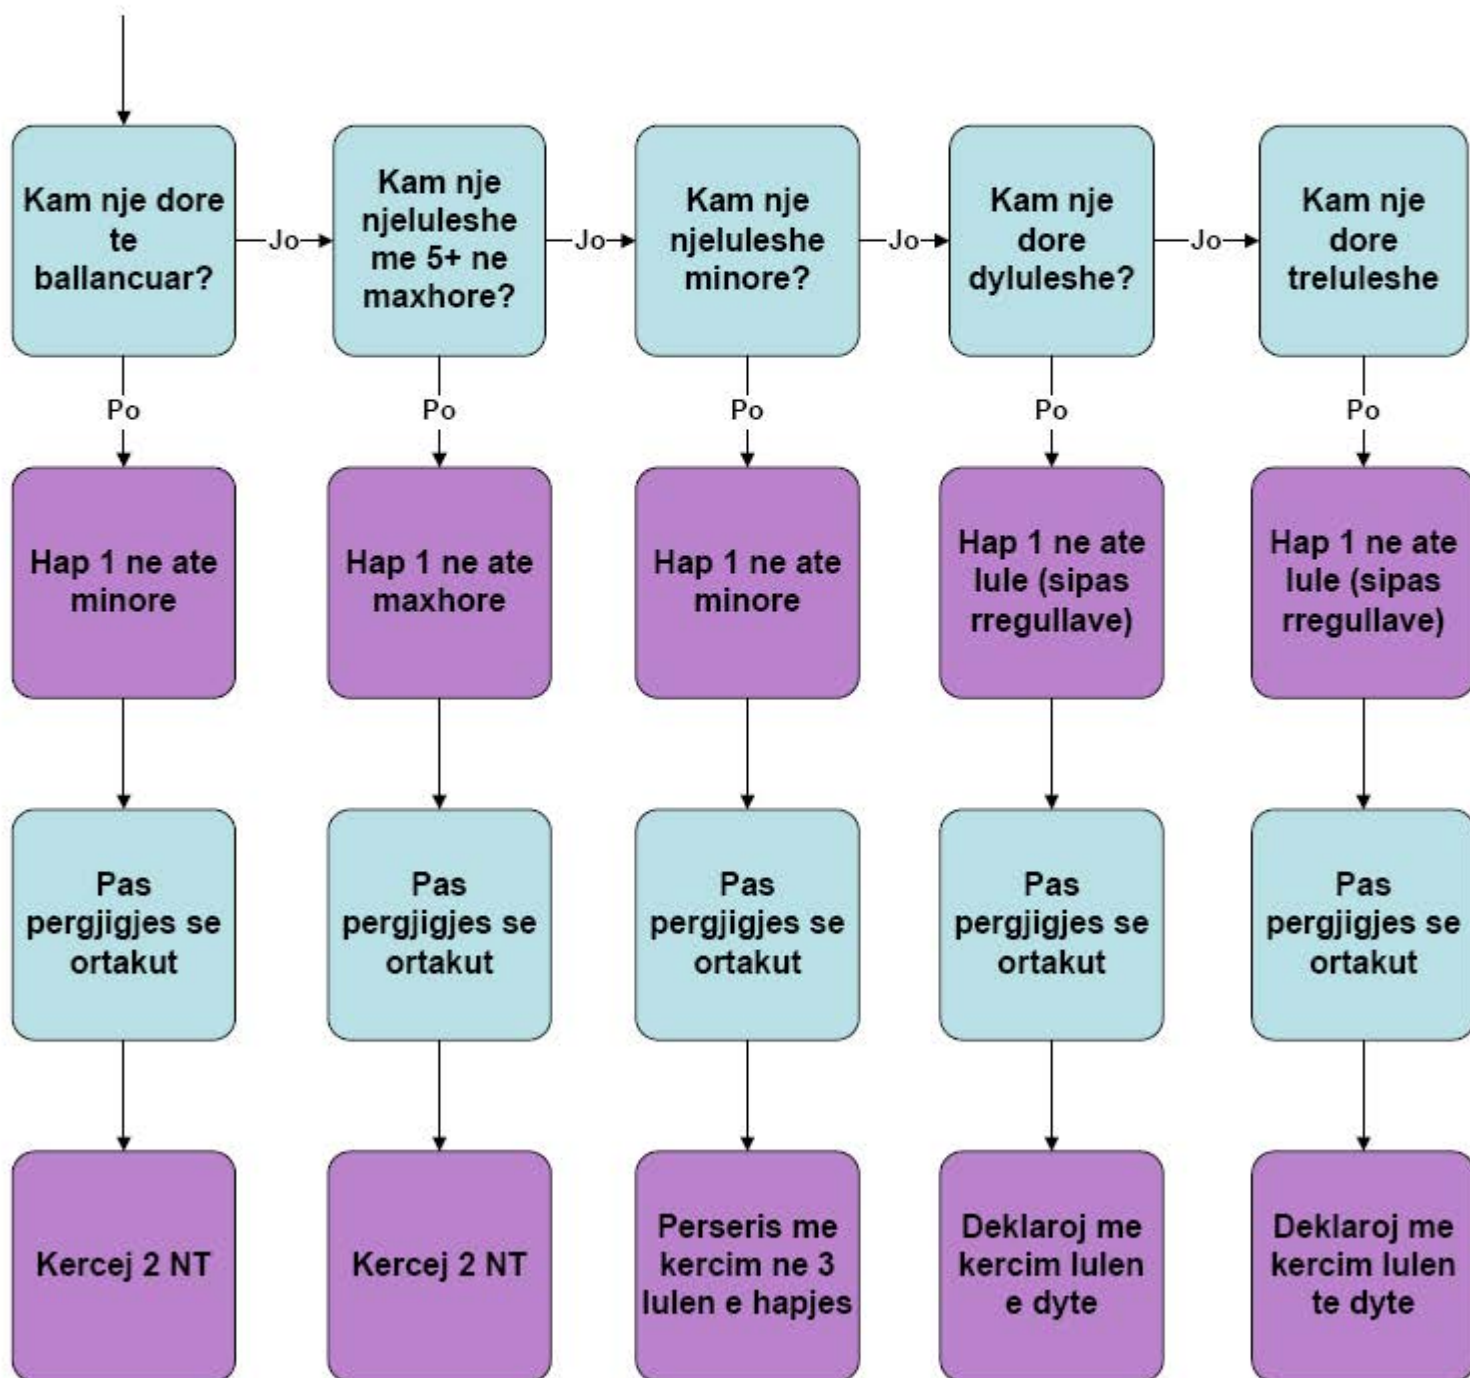 Kam nje dore
te
ballancuar?
Jo
Kam nje
njeluleshe
me 5+ ne
maxhore?
Jo
Kam nje
njeluleshe
minore?
Jo
Kam nje
dore
dyluleshe?
Jo
Kam nje
dore
treluleshe
Po
Po
Po
Po
Po
Hap 1 ne ate
minore
Hap 1 ne ate
maxhore
Hap 1 ne ate
minore
Hap 1 ne ate
lule (sipas
rregullave)
Hap 1 ne ate
lule (sipas
rregullave)
Pas
pergjigjes se
ortakut
Pas
pergjigjes se
ortakut
Pas
pergjigjes se
ortakut
Pas
pergjigjes se
ortakut
Pas
pergjigjes se
ortakut
Kercej 2 NT
Kercej 2 NT
Perseris me
kercim ne 3
lulen e hapjes
Deklaroj me
kercim lulen
e dyte
Deklaroj me
kercim lulen
te dyte